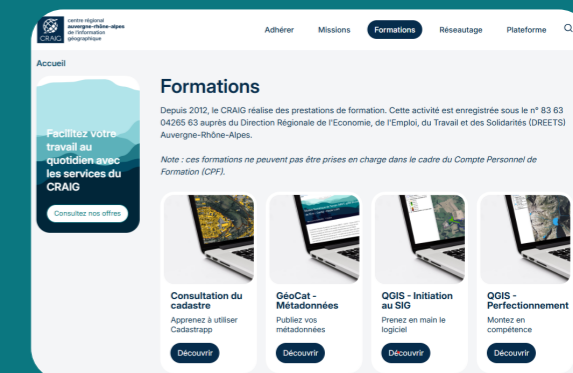 CRAIG
centre régional
auvergne-rhône-alpes
de l'information
géographique
Adhérer
Missions
Formations
Réseautage
Plateforme
Accueil
Facilitez votre
travail au
quotidien avec
les services du
CRAIG
Consultez nos offres
Formations
Depuis 2012, le CRAIG réalise des prestations de formation. Cette activité est enregistrée sous le n° 83 63
04265 63 auprès du Direction Régionale de l'Economie, de l'Emploi, du Travail et des Solidarités (DREETS)
Auvergne-Rhône-Alpes.
Note : ces formations ne peuvent pas être prises en charge dans le cadre du Compte Personnel de
Formation (CPF).
Consultation du
cadastre
Apprenez à utiliser
Cadastrapp
Découvrir
GéoCat -
Métadonnées
Publiez vos
métadonnées
Découvrir
QGIS - Initiation
au SIG
Prenez en main le
logiciel
Découvrir
QGIS -
Perfectionnement
Montez en
compétence
Découvrir